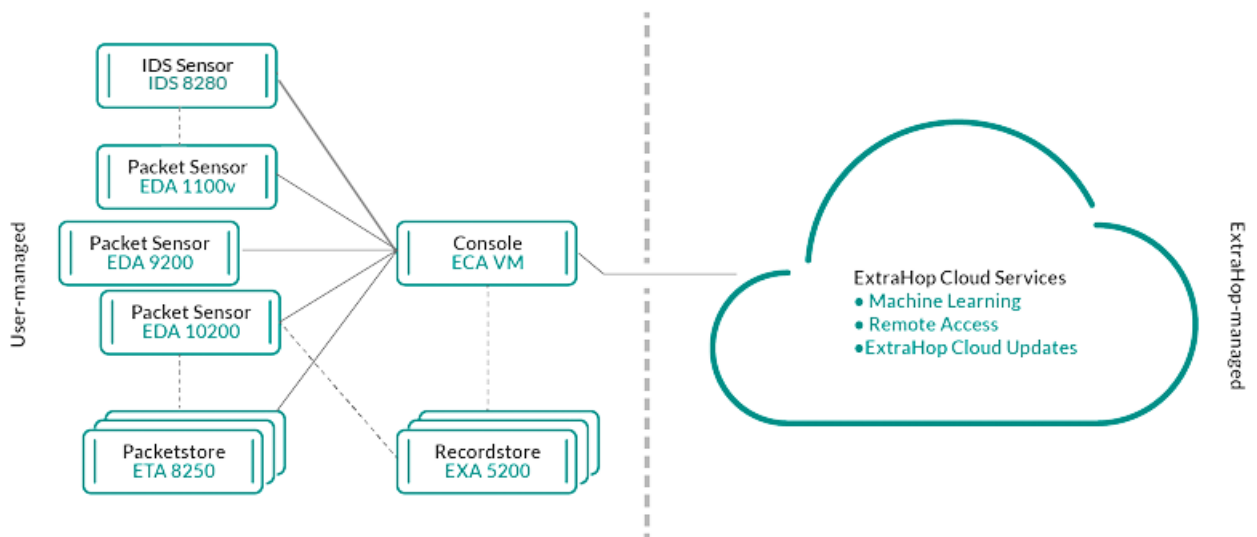 User-managed
IDS Sensor
IDS 8280
Packet Sensor
EDA 1100v
Packet Sensor
EDA 9200
Packet Sensor
EDA 10200
Packetstore
ETA 8250
Console
ECA VM
Recordstore
EXA 5200
ExtraHop Cloud Services
● Machine Learning
● Remote Access
●ExtraHop Cloud Updates
ExtraHop-managed